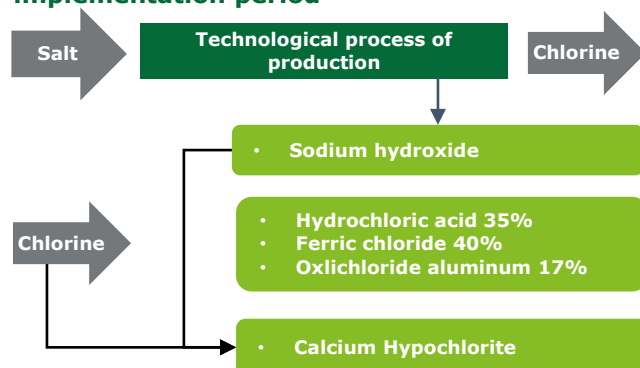 implementation period
Salt
Technological process of
production
Chlorine
• Sodium hydroxide
Chlorine
• Hydrochloric acid 35%
• Ferric chloride 40%
• Oxlichloride aluminum 17%
• Calcium Hypochlorite